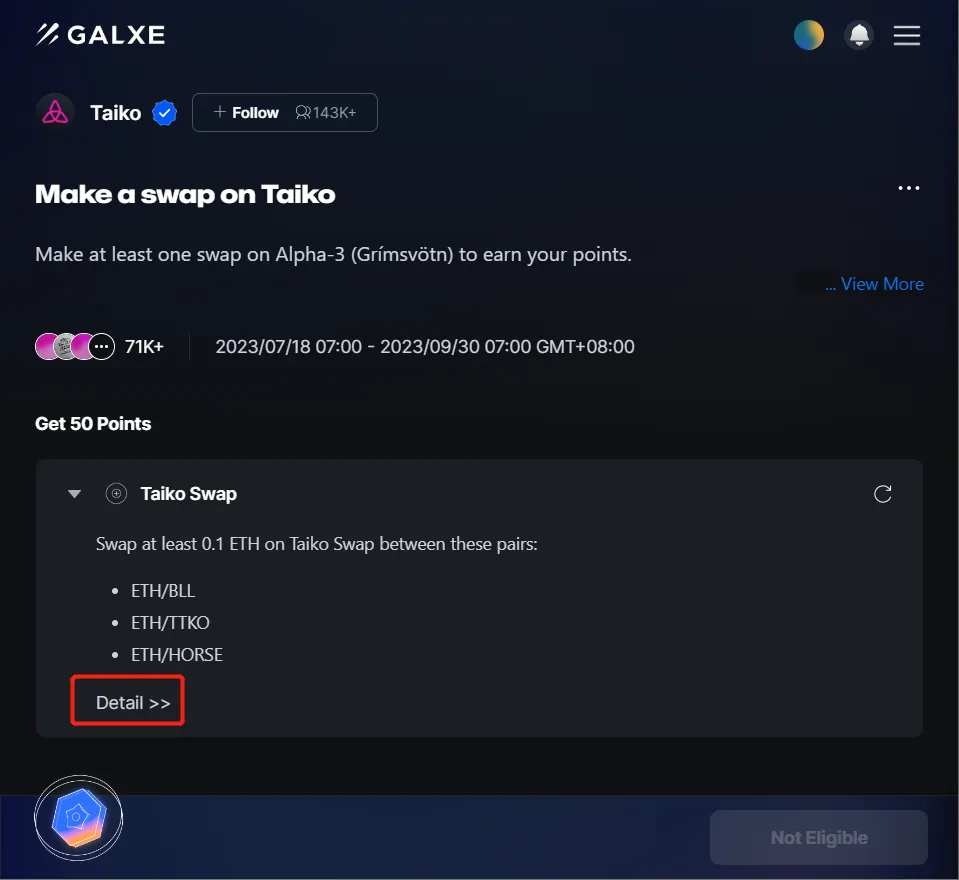 GALXE
Taiko + Follow 143K+
Make a swap on Taiko
...
Make at least one swap on Alpha-3 (Grímsvötn) to earn your points.
... View More
71K+ 2023/07/18 07:00 - 2023/09/30 07:00 GMT+08:00
Get 50 Points
Taiko Swap
Swap at least 0.1 ETH on Taiko Swap between these pairs:
• ETH/BLL
• ETH/TTKO
• ETH/HORSE
Detail >>
Not Eligible